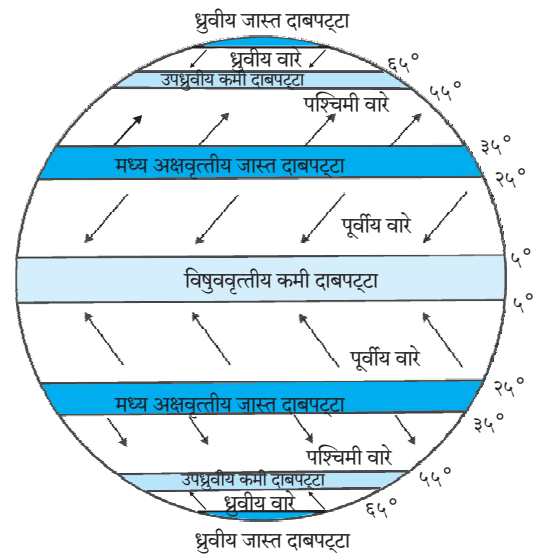 ध्रुवीय जास्त दाबपट्टा
ध्रुवीय वारे
६५°
उपध्रुवीय कमी दाबपट्टा
५५°
पश्चिमी वारे
३५°
मध्य अक्षवृत्तीय जास्त दाबपट्टा
२५°
पूर्वीय वारे
५°
विषुववृत्तीय कमी दाबपट्टा
५°
पूर्वीय वारे
२५°
मध्य अक्षवृत्तीय जास्त दाबपट्टा
३५°
पश्चिमी वारे
५५°
उपध्रुवीय कमी दाबपट्टा
ध्रुवीय वारे
६५°
ध्रुवीय जास्त दाबपट्टा